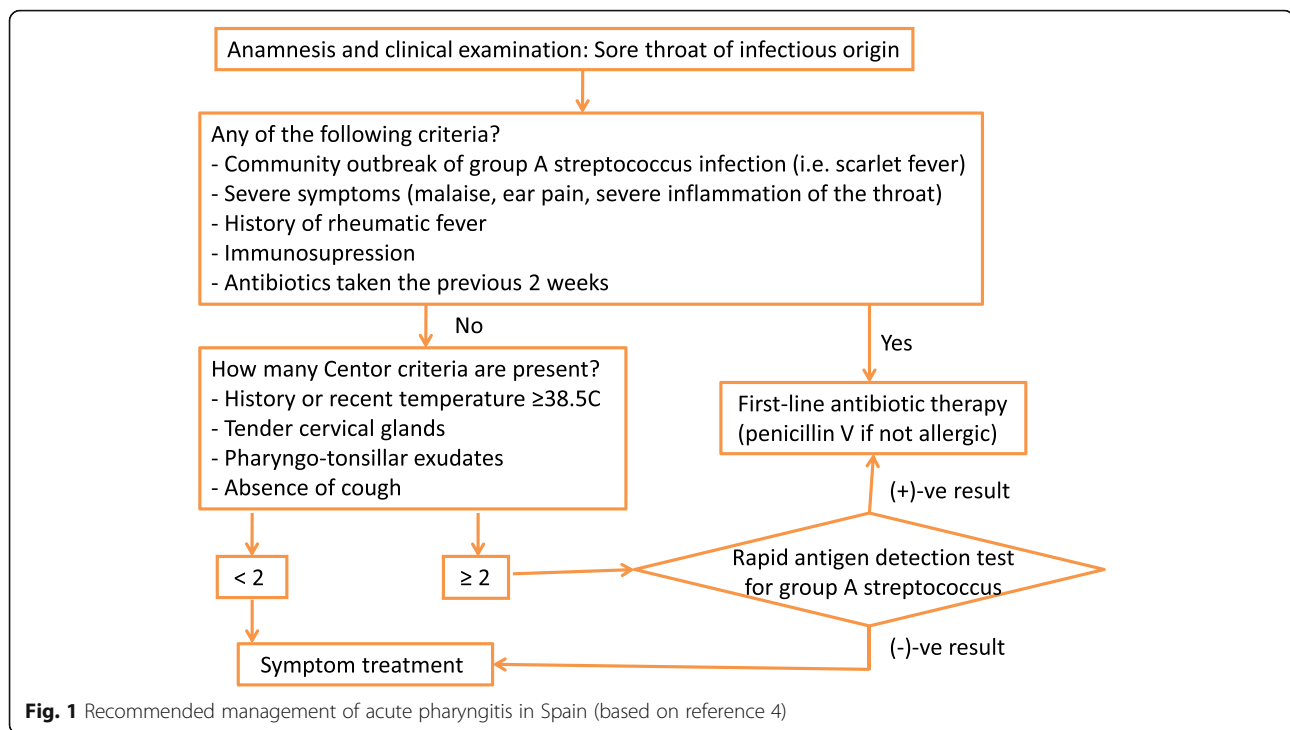 Anamnesis and clinical examination: Sore throat of infectious origin
Any of the following criteria?
- Community outbreak of group A streptococcus infection (i.e. scarlet fever)
- Severe symptoms (malaise, ear pain, severe inflammation of the throat)
- History of rheumatic fever
- Immunosupression
- Antibiotics taken the previous 2 weeks
No
Yes
How many Centor criteria are present?
- History or recent temperature ≥38.5C
- Tender cervical glands
- Pharyngo-tonsillar exudates
- Absence of cough
First-line antibiotic therapy
(penicillin V if not allergic)
(+)-ve result
< 2
≥ 2
Rapid antigen detection test
for group A streptococcus
(-)-ve result
Symptom treatment
Fig. 1 Recommended management of acute pharyngitis in Spain (based on reference 4)